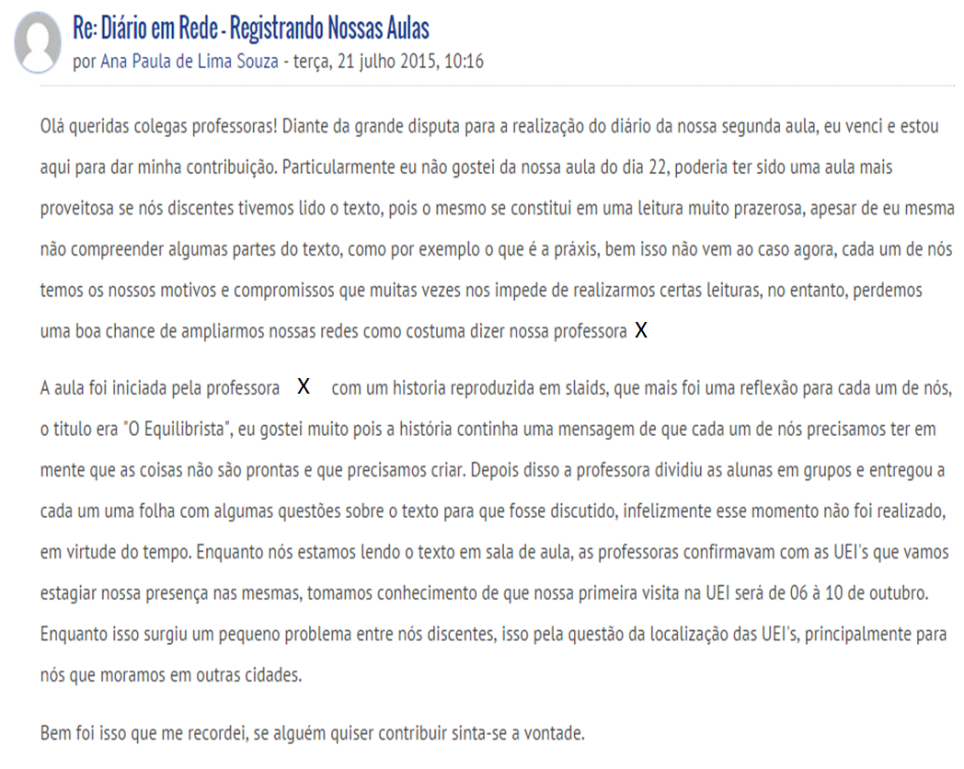 Re: Diário em Rede - Registrando Nossas Aulas
por Ana Paula de Lima Souza - terça, 21 julho 2015, 10:16
Olá queridas colegas professoras! Diante da grande disputa para a realização do diário da nossa segunda aula, eu venci e estou
aqui para dar minha contribuição. Particularmente eu não gostei da nossa aula do dia 22, poderia ter sido uma aula mais
proveitosa se nós discentes tivemos lido o texto, pois o mesmo se constitui em uma leitura muito prazerosa, apesar de eu mesma
não compreender algumas partes do texto, como por exemplo o que é a práxis, bem isso não vem ao caso agora, cada um de nós
temos os nossos motivos e compromissos que muitas vezes nos impede de realizarmos certas leituras, no entanto, perdemos
uma boa chance de ampliarmos nossas redes como costuma dizer nossa professora X
A aula foi iniciada pela professora X com um historia reproduzida em slaids, que mais foi uma reflexão para cada um de nós,
o titulo era "O Equilibrista", eu gostei muito pois a história continha uma mensagem de que cada um de nós precisamos ter em
mente que as coisas não são prontas e que precisamos criar. Depois disso a professora dividiu as alunas em grupos e entregou a
cada um uma folha com algumas questões sobre o texto para que fosse discutido, infelizmente esse momento não foi realizado,
em virtude do tempo. Enquanto nós estamos lendo o texto em sala de aula, as professoras confirmavam com as UEI's que vamos
estagiar nossa presença nas mesmas, tomamos conhecimento de que nossa primeira visita na UEI será de 06 à 10 de outubro.
Enquanto isso surgiu um pequeno problema entre nós discentes, isso pela questão da localização das UEI's, principalmente para
nós que moramos em outras cidades.
Bem foi isso que me recordei, se alguém quiser contribuir sinta-se a vontade.